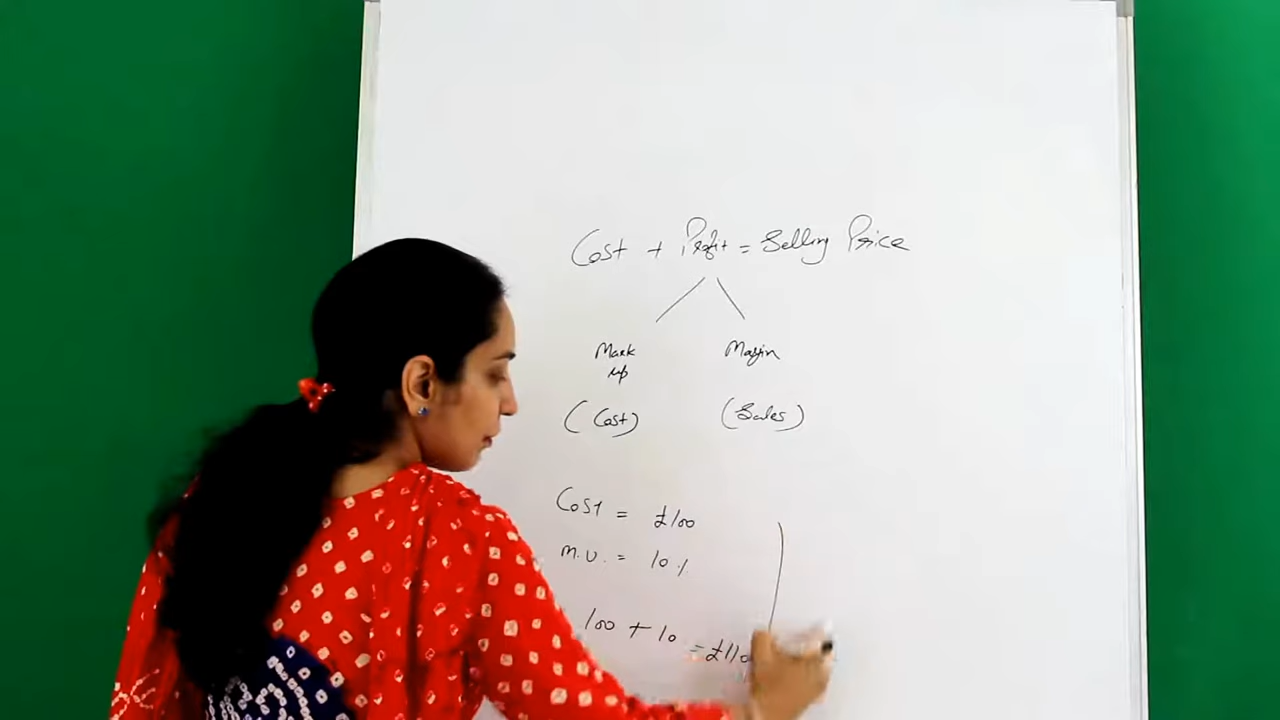 Cost + Profit = Selling Price
Mark up
Margin
(Cost)
(Sales)
Cost = £100
M.U. = 10%
100 + 10 = £110